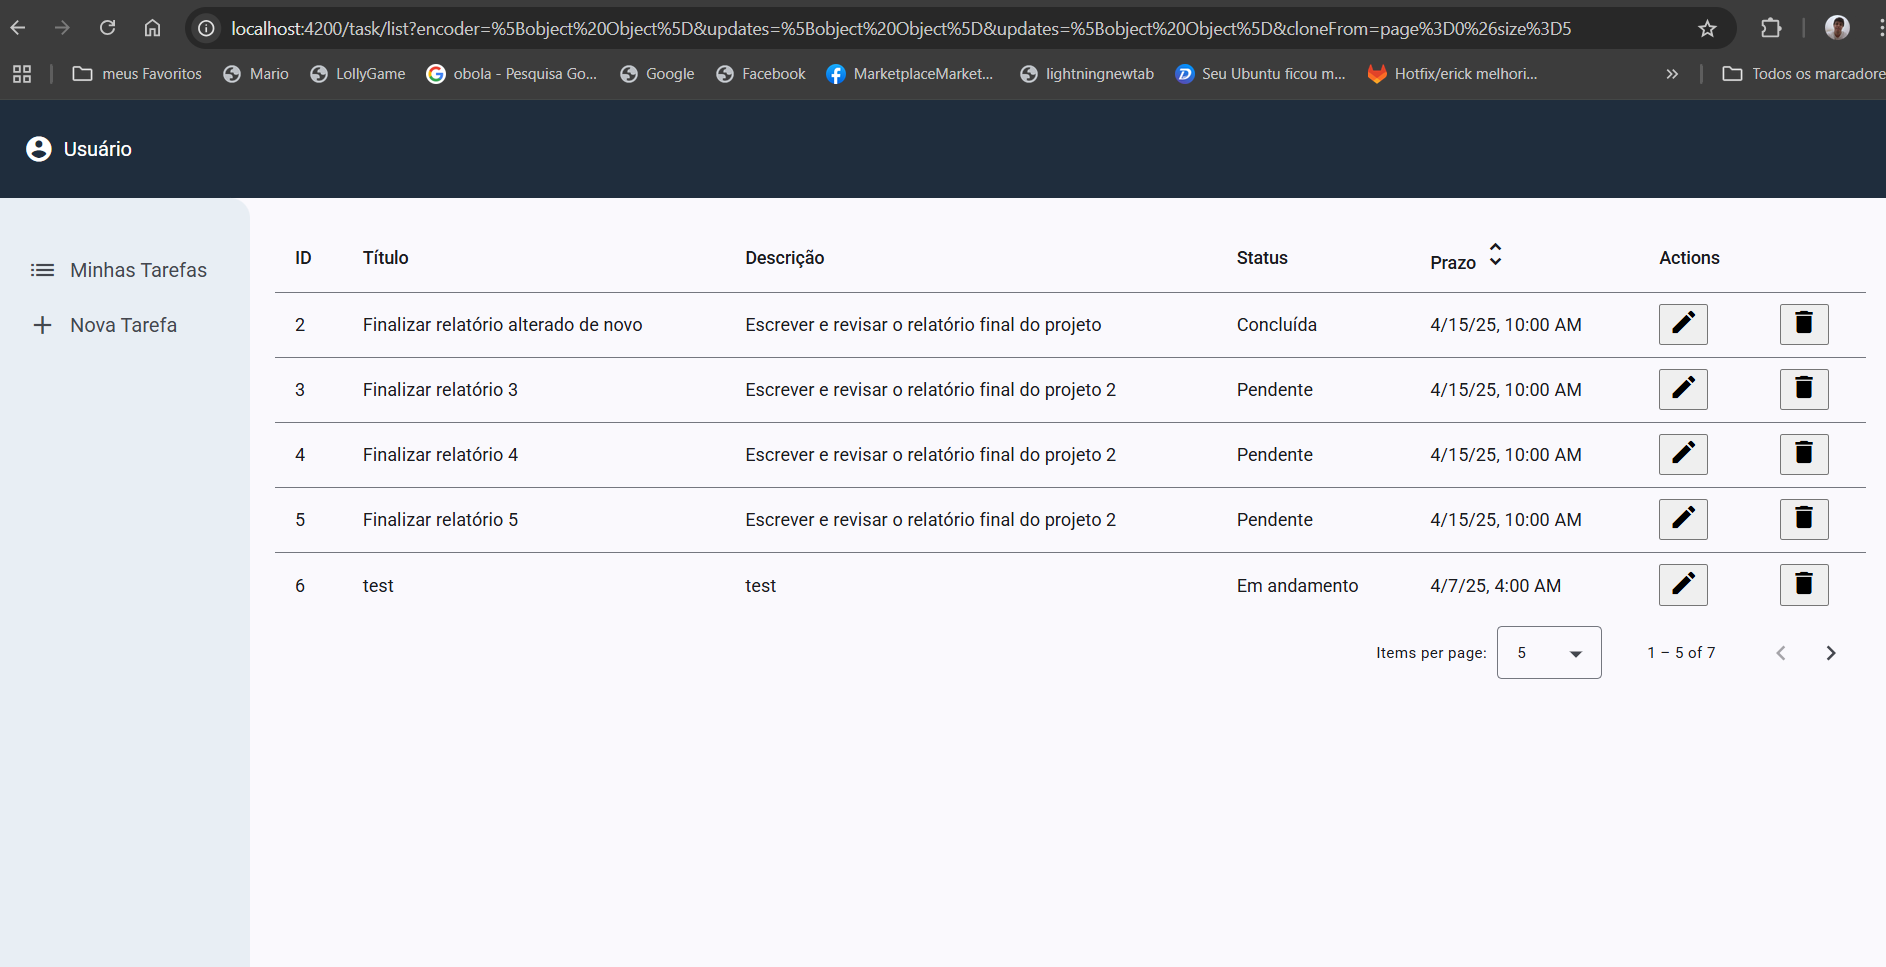 localhost:4200/task/list?encoder=%5Bobject%20Object%5D&updates=%5Bobject%20Object%5D&updates=%5Bobject%20Object%5D&cloneFrom=page%3D0%26size%3D5
meus Favoritos Mario LollyGame obola - Pesquisa Go... Google Facebook MarketplaceMarket... lightningnewtab Seu Ubuntu ficou m... Hotfix/erick melhori... » Todos os marcadore
Usuário
Minhas Tarefas
Nova Tarefa
ID Título Descrição Status Prazo Actions
2 Finalizar relatório alterado de novo Escrever e revisar o relatório final do projeto Concluída 4/15/25, 10:00 AM
3 Finalizar relatório 3 Escrever e revisar o relatório final do projeto 2 Pendente 4/15/25, 10:00 AM
4 Finalizar relatório 4 Escrever e revisar o relatório final do projeto 2 Pendente 4/15/25, 10:00 AM
5 Finalizar relatório 5 Escrever e revisar o relatório final do projeto 2 Pendente 4/15/25, 10:00 AM
6 test test Em andamento 4/7/25, 4:00 AM
Items per page: 5 1 – 5 of 7